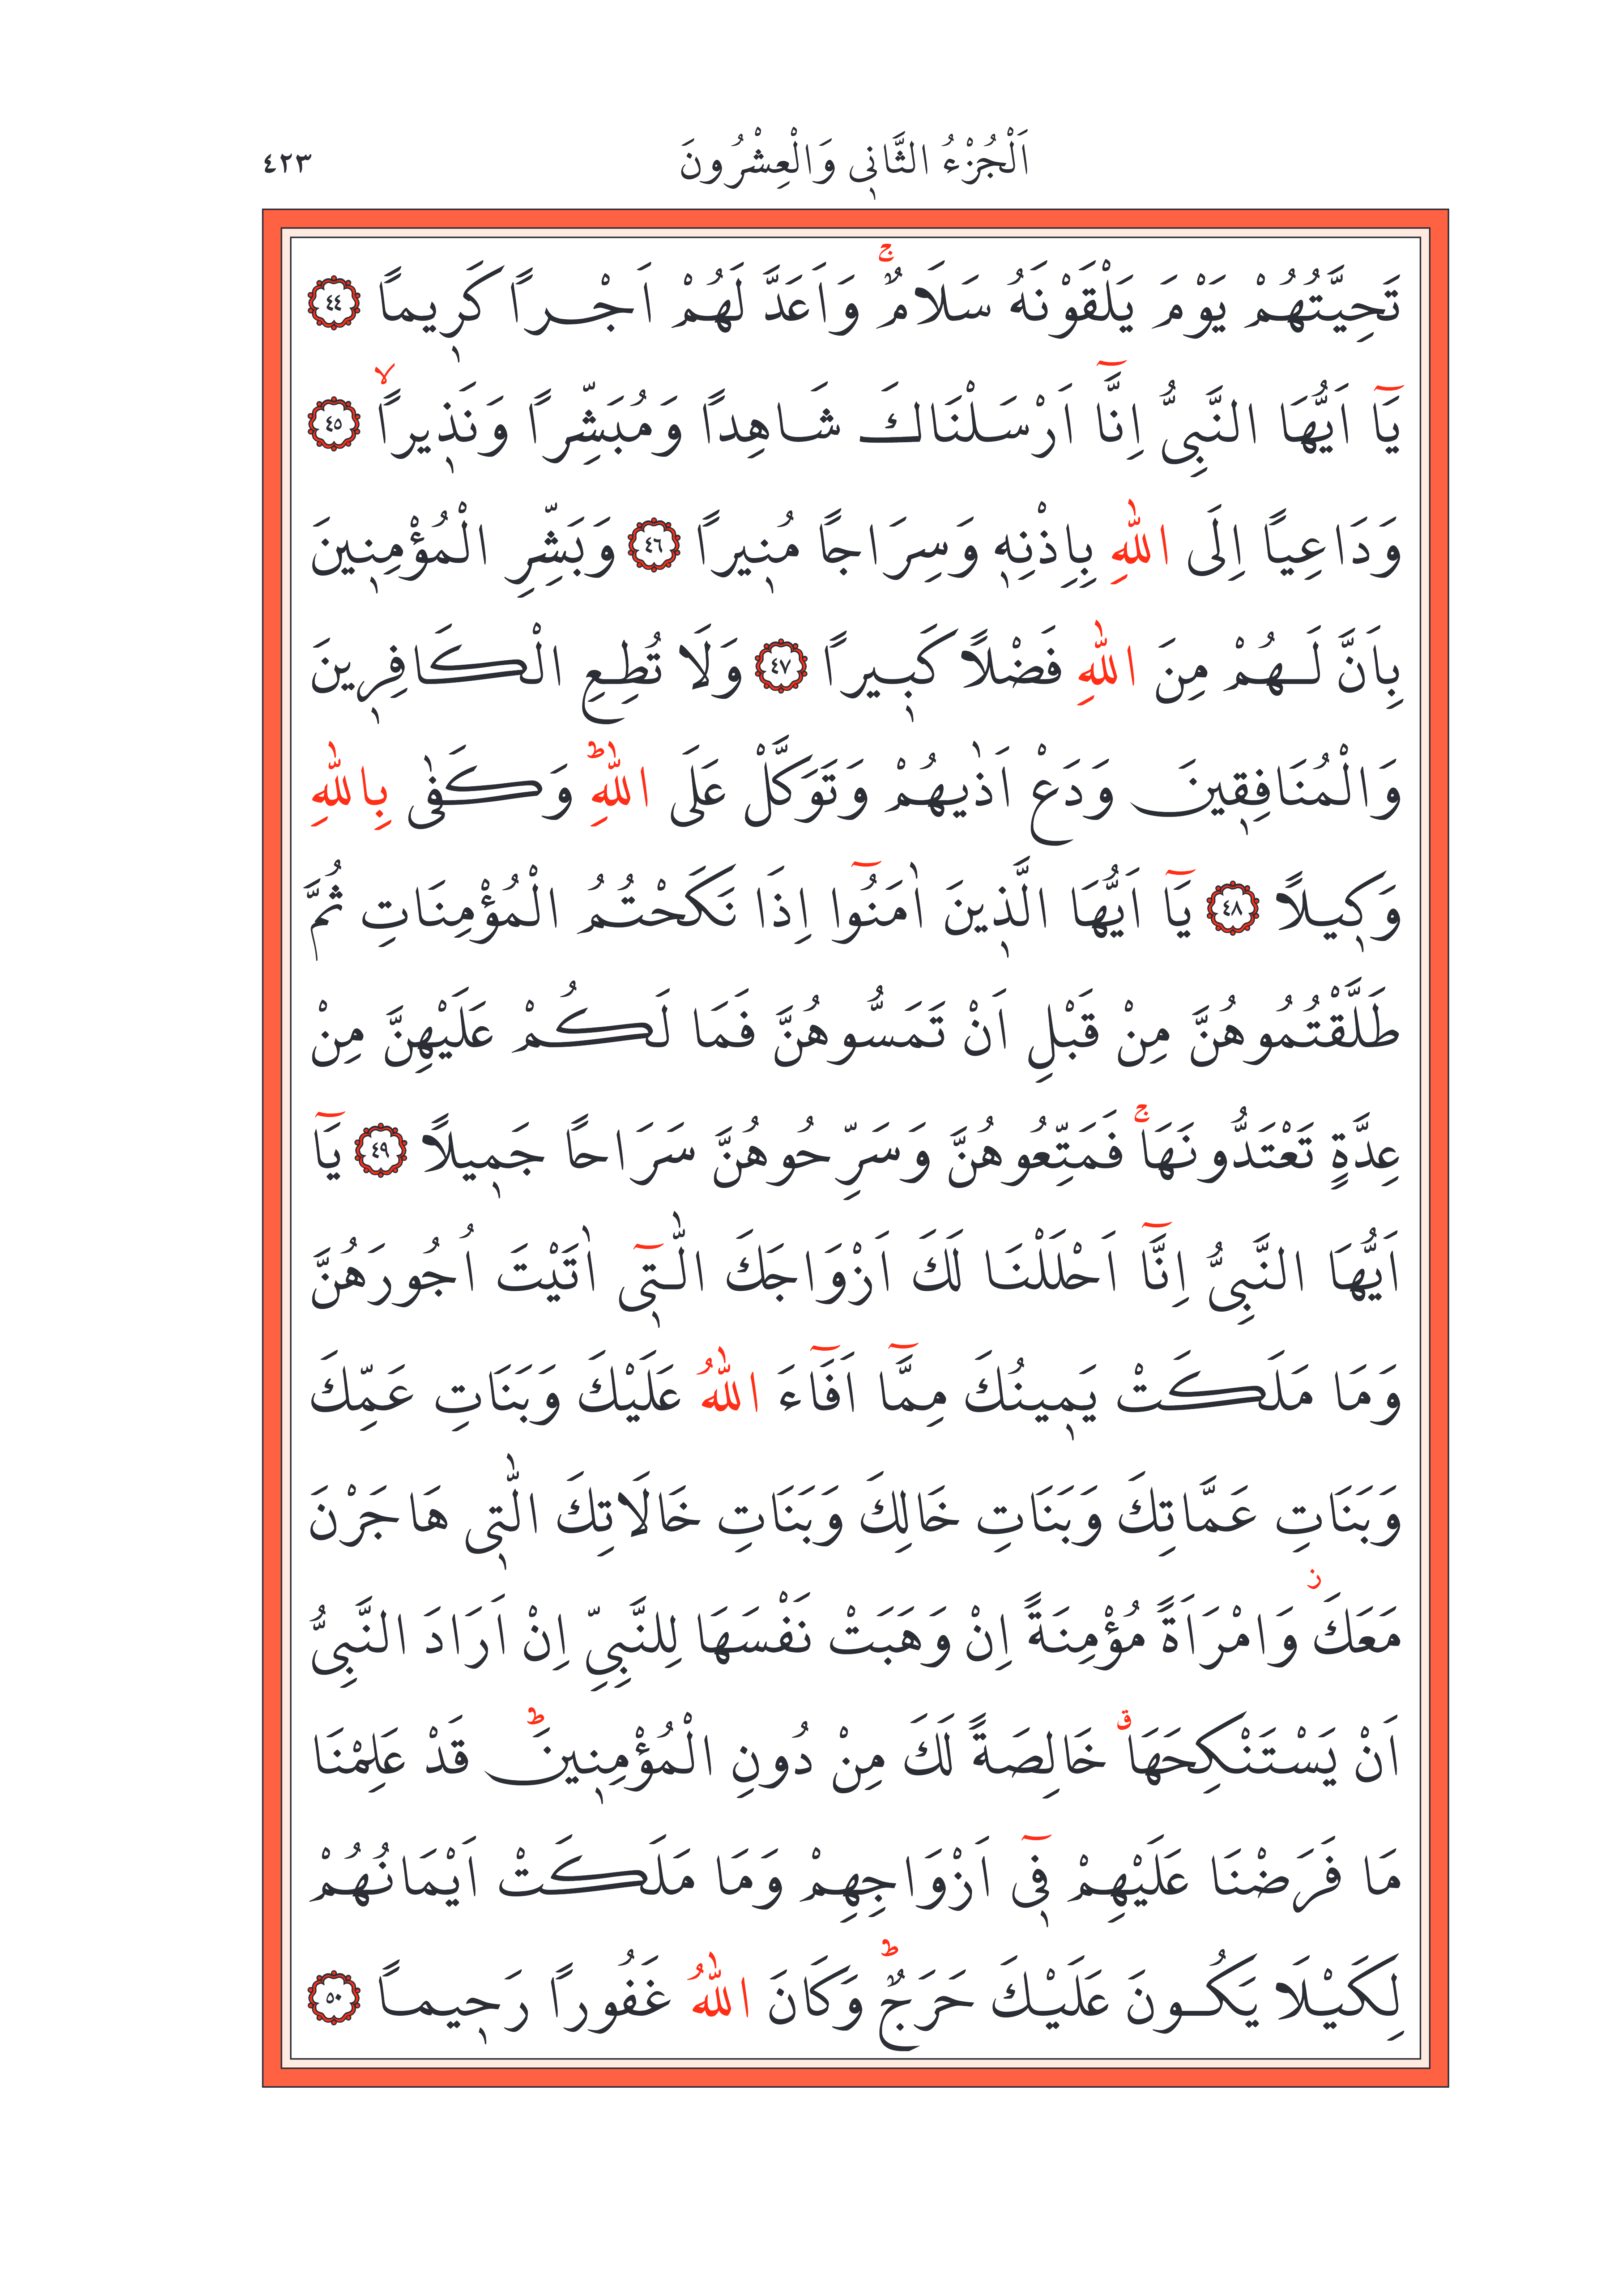 اَلْجُزْءُ الثَّانٖي وَالْعِشْرُونَ
٤٢٣
تَحِيَّتُهُمْ يَوْمَ يَلْقَوْنَهُ سَلَامٌۚ وَاَعَدَّ لَهُمْ اَجْراً كَرٖيماً ﴿٤٤﴾
يَٓا اَيُّهَا النَّبِيُّ اِنَّٓا اَرْسَلْنَاكَ شَاهِداً وَمُبَشِّراً وَنَذٖيراًۙ ﴿٤٥﴾
وَدَاعِياً اِلَى اللّٰهِ بِاِذْنِهٖ وَسِرَاجاً مُنٖيراً ﴿٤٦﴾ وَبَشِّرِ الْمُؤْمِنٖينَ
بِاَنَّ لَهُمْ مِنَ اللّٰهِ فَضْلاً كَبٖيراً ﴿٤٧﴾ وَلَا تُطِعِ الْكَافِرٖينَ
وَالْمُنَافِقٖينَ وَدَعْ اَذٰيهُمْ وَتَوَكَّلْ عَلَى اللّٰهِؕ وَكَفٰى بِاللّٰهِ
وَكٖيلاً ﴿٤٨﴾ يَٓا اَيُّهَا الَّذٖينَ اٰمَنُٓوا اِذَا نَكَحْتُمُ الْمُؤْمِنَاتِ ثُمَّ
طَلَّقْتُمُوهُنَّ مِنْ قَبْلِ اَنْ تَمَسُّوهُنَّ فَمَا لَكُمْ عَلَيْهِنَّ مِنْ
عِدَّةٍ تَعْتَدُّونَهَاۚ فَمَتِّعُوهُنَّ وَسَرِّحُوهُنَّ سَرَاحاً جَمٖيلاً ﴿٤٩﴾ يَٓا
اَيُّهَا النَّبِيُّ اِنَّٓا اَحْلَلْنَا لَكَ اَزْوَاجَكَ الّٰتٖٓي اٰتَيْتَ اُجُورَهُنَّ
وَمَا مَلَكَتْ يَمٖينُكَ مِمَّٓا اَفَٓاءَ اللّٰهُ عَلَيْكَ وَبَنَاتِ عَمِّكَ
وَبَنَاتِ عَمَّاتِكَ وَبَنَاتِ خَالِكَ وَبَنَاتِ خَالَاتِكَ الّٰتٖي هَاجَرْنَ
مَعَكَؗ وَامْرَاَةً مُؤْمِنَةً اِنْ وَهَبَتْ نَفْسَهَا لِلنَّبِيِّ اِنْ اَرَادَ النَّبِيُّ
اَنْ يَسْتَنْكِحَهَاࣗ خَالِصَةً لَكَ مِنْ دُونِ الْمُؤْمِنٖينَؕ قَدْ عَلِمْنَا
مَا فَرَضْنَا عَلَيْهِمْ فٖٓي اَزْوَاجِهِمْ وَمَا مَلَكَتْ اَيْمَانُهُمْ
لِكَيْلَا يَكُونَ عَلَيْكَ حَرَجٌؕ وَكَانَ اللّٰهُ غَفُوراً رَحٖيماً ﴿٥٠﴾